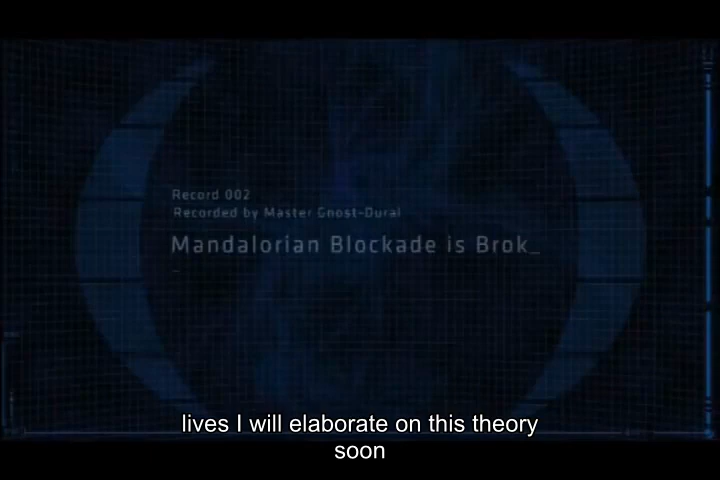 Record 002
Recorded by Master Gnost-Dural
Mandalorian Blockade is Brok_
lives I will elaborate on this theory
soon